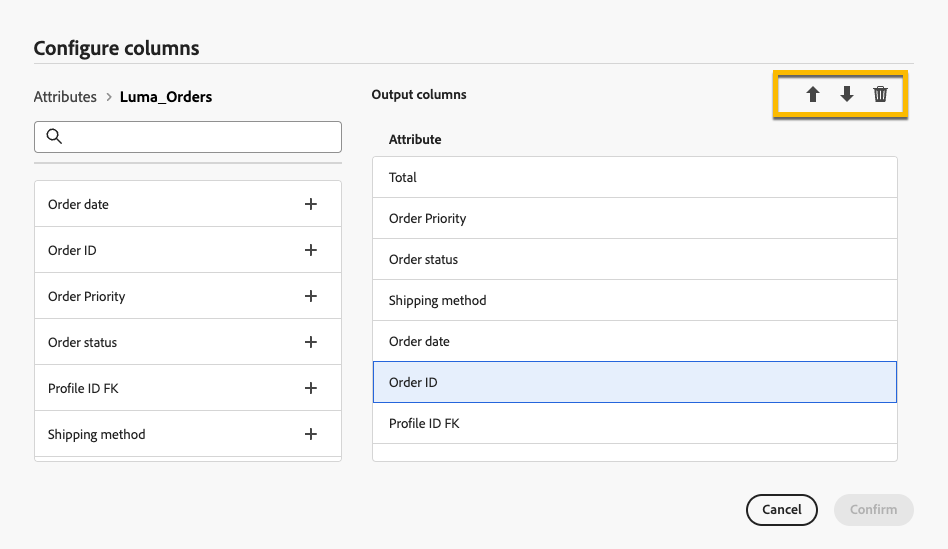 Configure columns
Attributes > Luma_Orders
Order date
Order ID
Order Priority
Order status
Profile ID FK
Shipping method
Output columns
Attribute
Total
Order Priority
Order status
Shipping method
Order date
Order ID
Profile ID FK
Cancel
Confirm